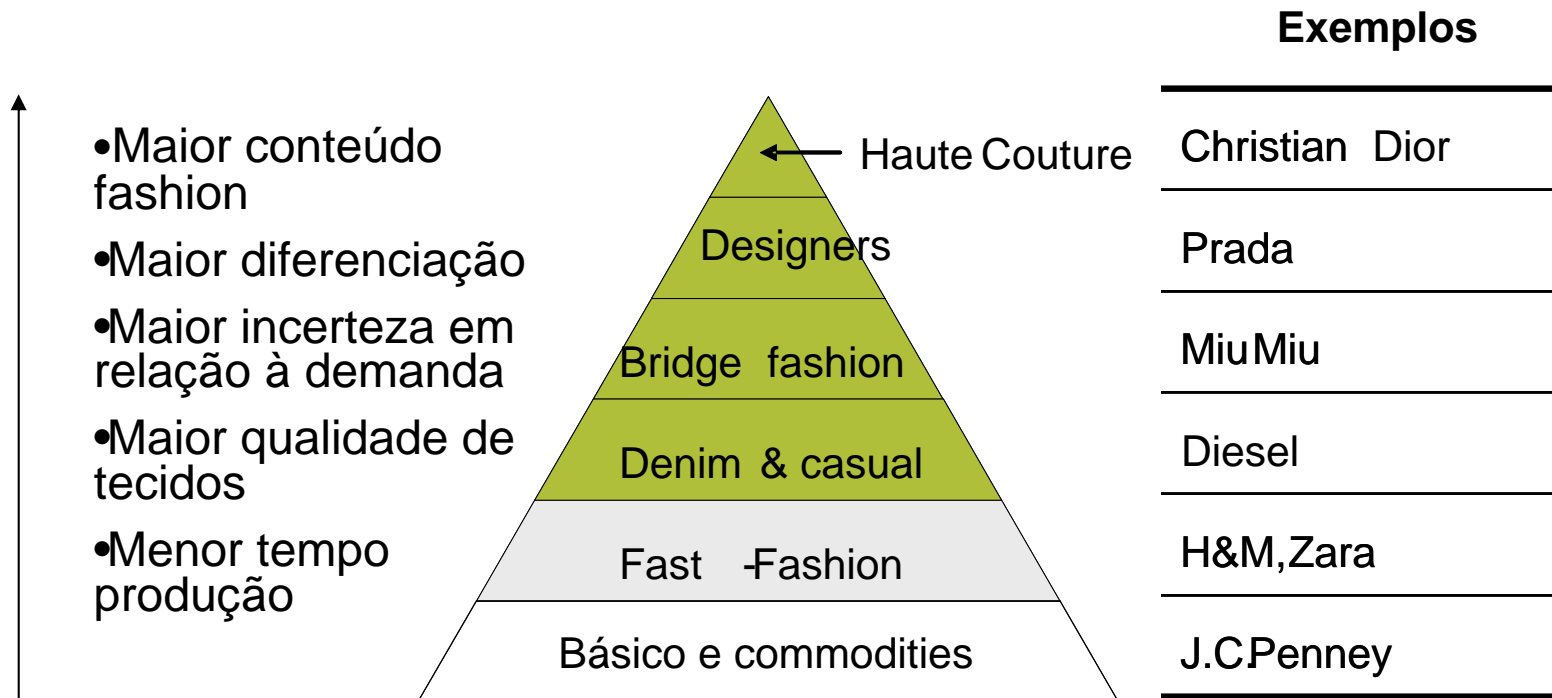 Exemplos
•Maior conteúdo
fashion
•Maior diferenciação
•Maior incerteza em
relação à demanda
•Maior qualidade de
tecidos
•Menor tempo
produção
Haute Couture
Designers
Bridge fashion
Denim & casual
Fast -Fashion
Básico e commodities
Christian Dior
Prada
Miu Miu
Diesel
H&M, Zara
J.C.Penney